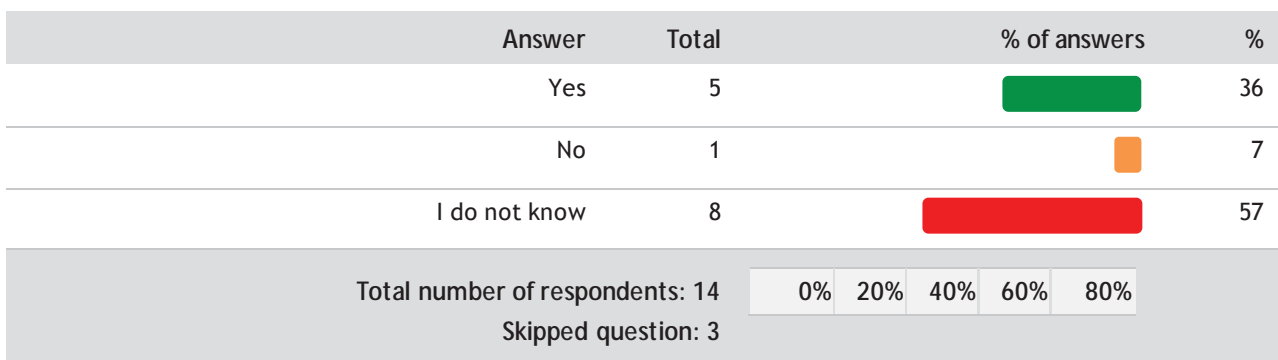 Answer Total % of answers %
Yes 5 36
No 1 7
I do not know 8 57
Total number of respondents: 14 0% 20% 40% 60% 80%
Skipped question: 3